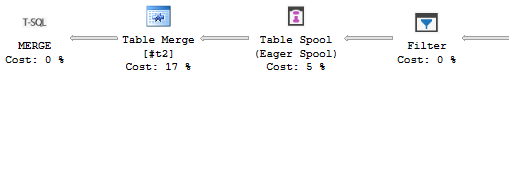 T-SQL
MERGE
Cost: 0 %
Table Merge
[#t2]
Cost: 17 %
Table Spool
(Eager Spool)
Cost: 5 %
Filter
Cost: 0 %